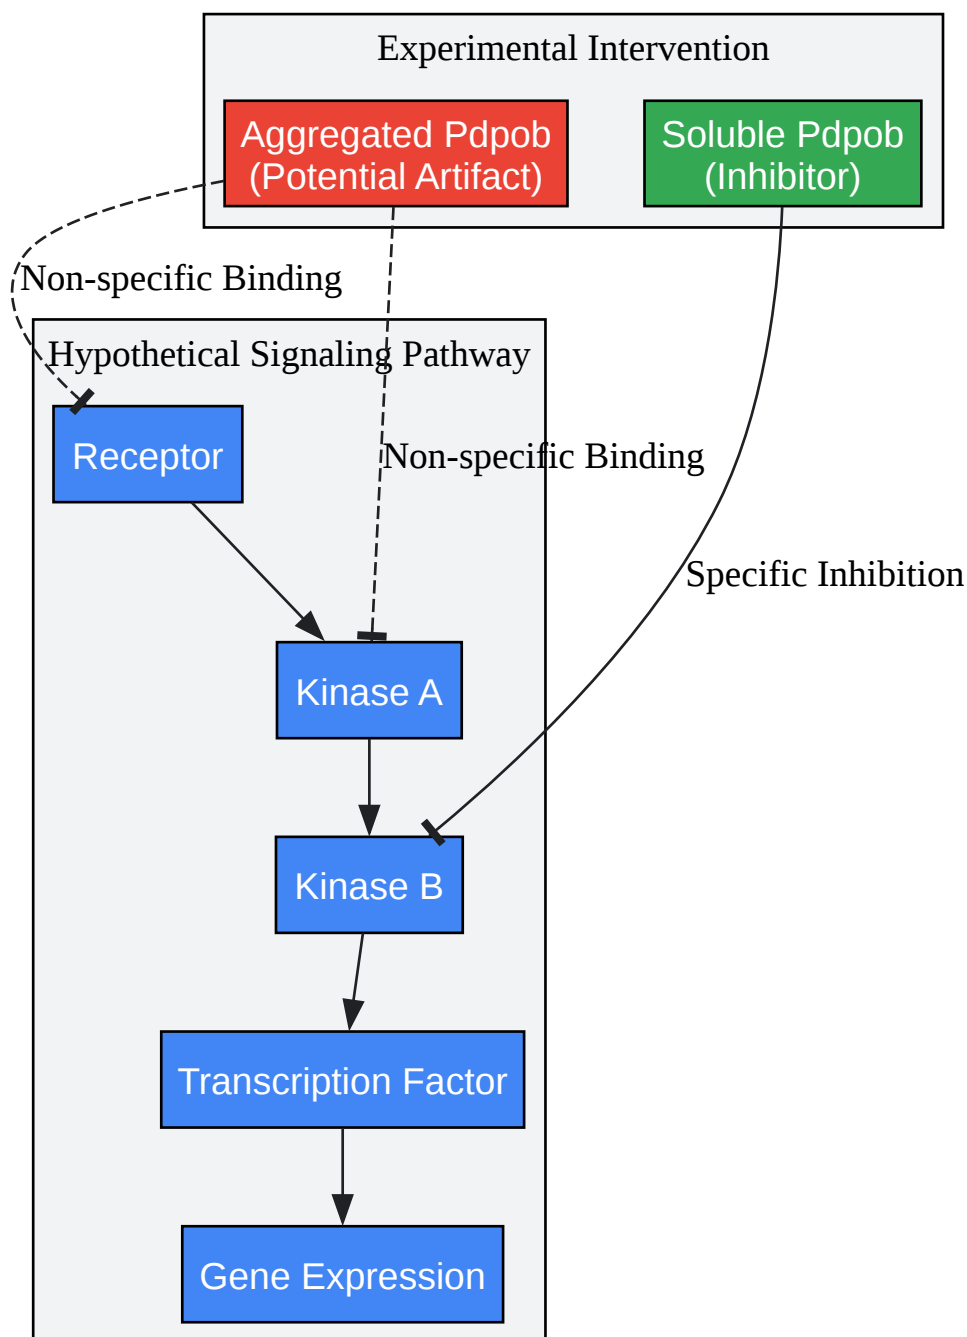 Experimental Intervention
Aggregated Pdpob
(Potential Artifact)
Soluble Pdpob
(Inhibitor)
Non-specific Binding
Hypothetical Signaling Pathway
Receptor
Non-specific Binding
Specific Inhibition
Kinase A
Kinase B
Transcription Factor
Gene Expression